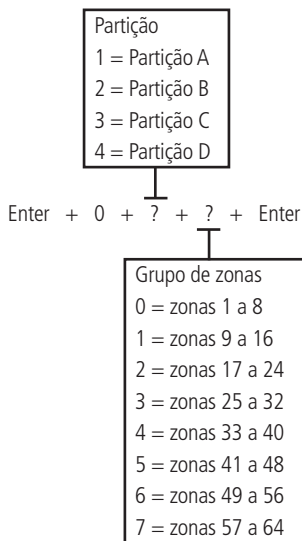 Partição
1 = Partição A
2 = Partição B
3 = Partição C
4 = Partição D
Enter + 0 + ? + ? + Enter
Grupo de zonas
0 = zonas 1 a 8
1 = zonas 9 a 16
2 = zonas 17 a 24
3 = zonas 25 a 32
4 = zonas 33 a 40
5 = zonas 41 a 48
6 = zonas 49 a 56
7 = zonas 57 a 64